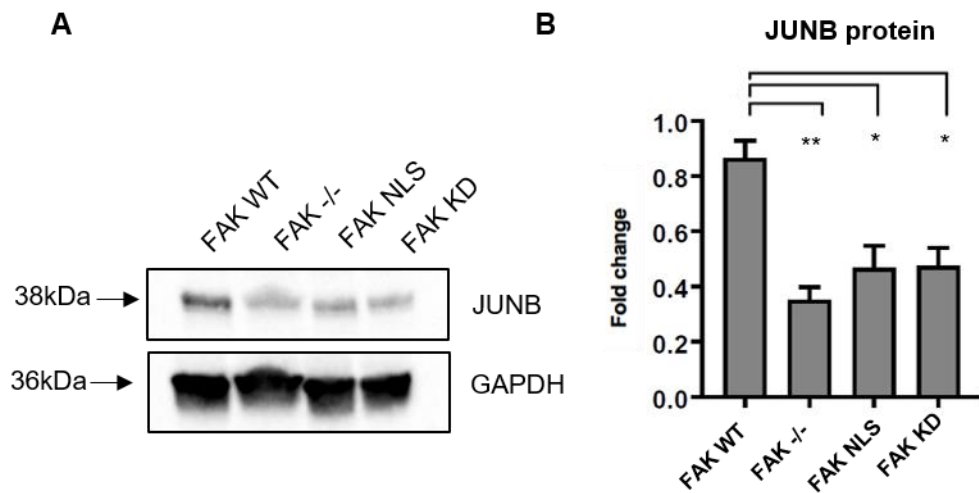 A
FAK WT
FAK -/-
FAK NLS
FAK KD
38kDa
JUNB
36kDa
GAPDH
B
JUNB protein
** * *
Fold change
1.0
0.8
0.6
0.4
0.2
0.0
FAK WT
FAK -/-
FAK NLS
FAK KD